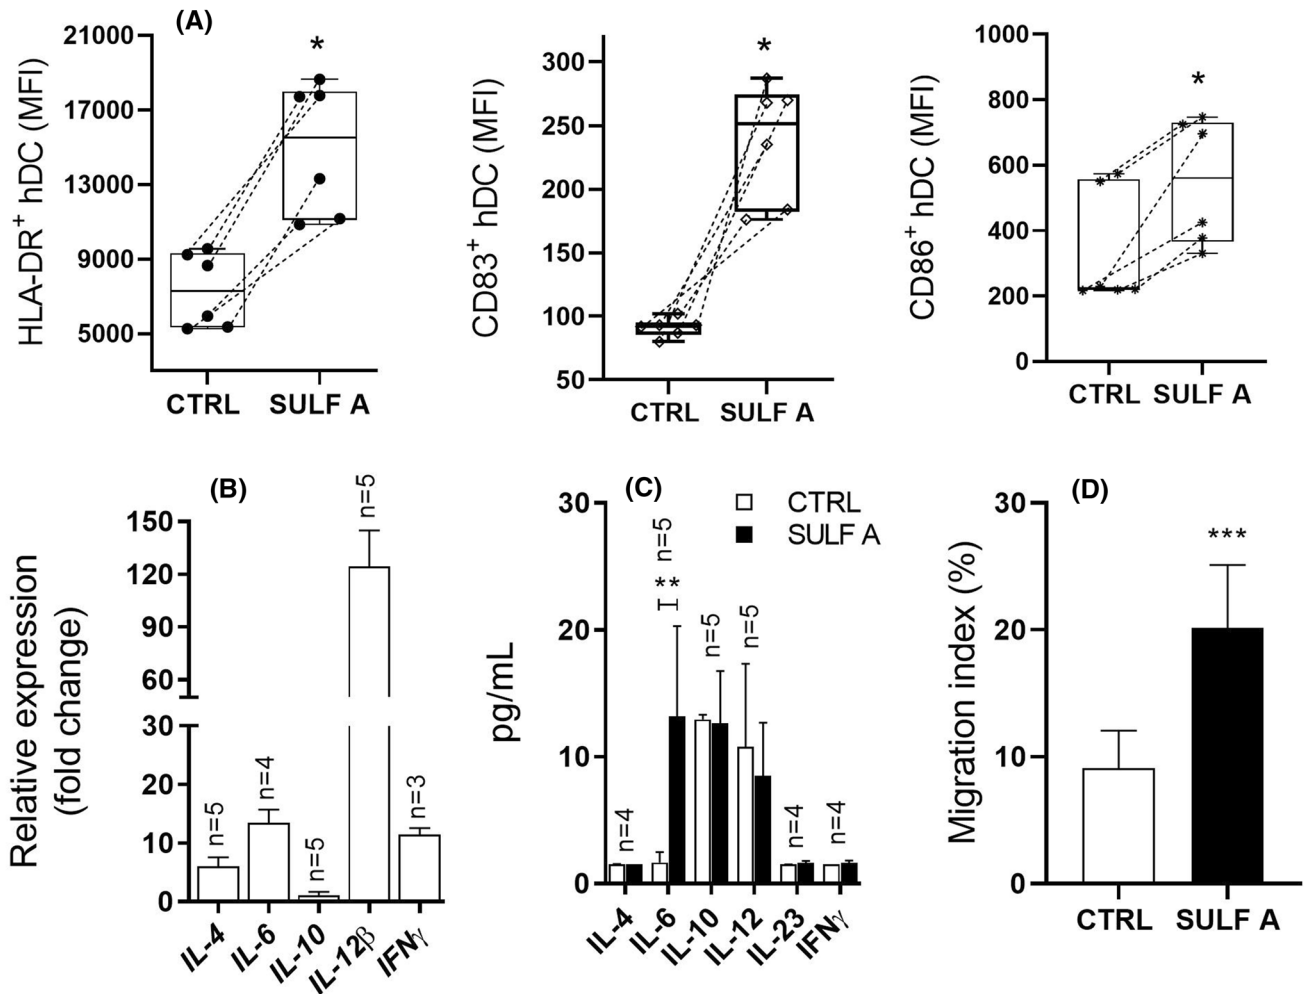 (A)
HLA-DR+ hDC (MFI)
21000
17000
13000
9000
5000
*
CTRL
SULF A
CD83+ hDC (MFI)
300
250
200
150
100
50
*
CTRL
SULF A
CD86+ hDC (MFI)
1000
800
600
400
200
0
*
CTRL
SULF A
(B)
Relative expression
(fold change)
150
120
90
60
30
20
10
0
n=5
n=4
n=5
n=5
n=3
IL-4
IL-6
IL-10
IL-12β
IFNγ
(C)
pg/mL
30
20
10
0
CTRL
SULF A
n=4
n=5
**
n=5
n=5
n=4
n=4
IL-4
IL-6
IL-10
IL-12
IL-23
IFNγ
(D)
Migration index (%)
30
20
10
0
***
CTRL
SULF A